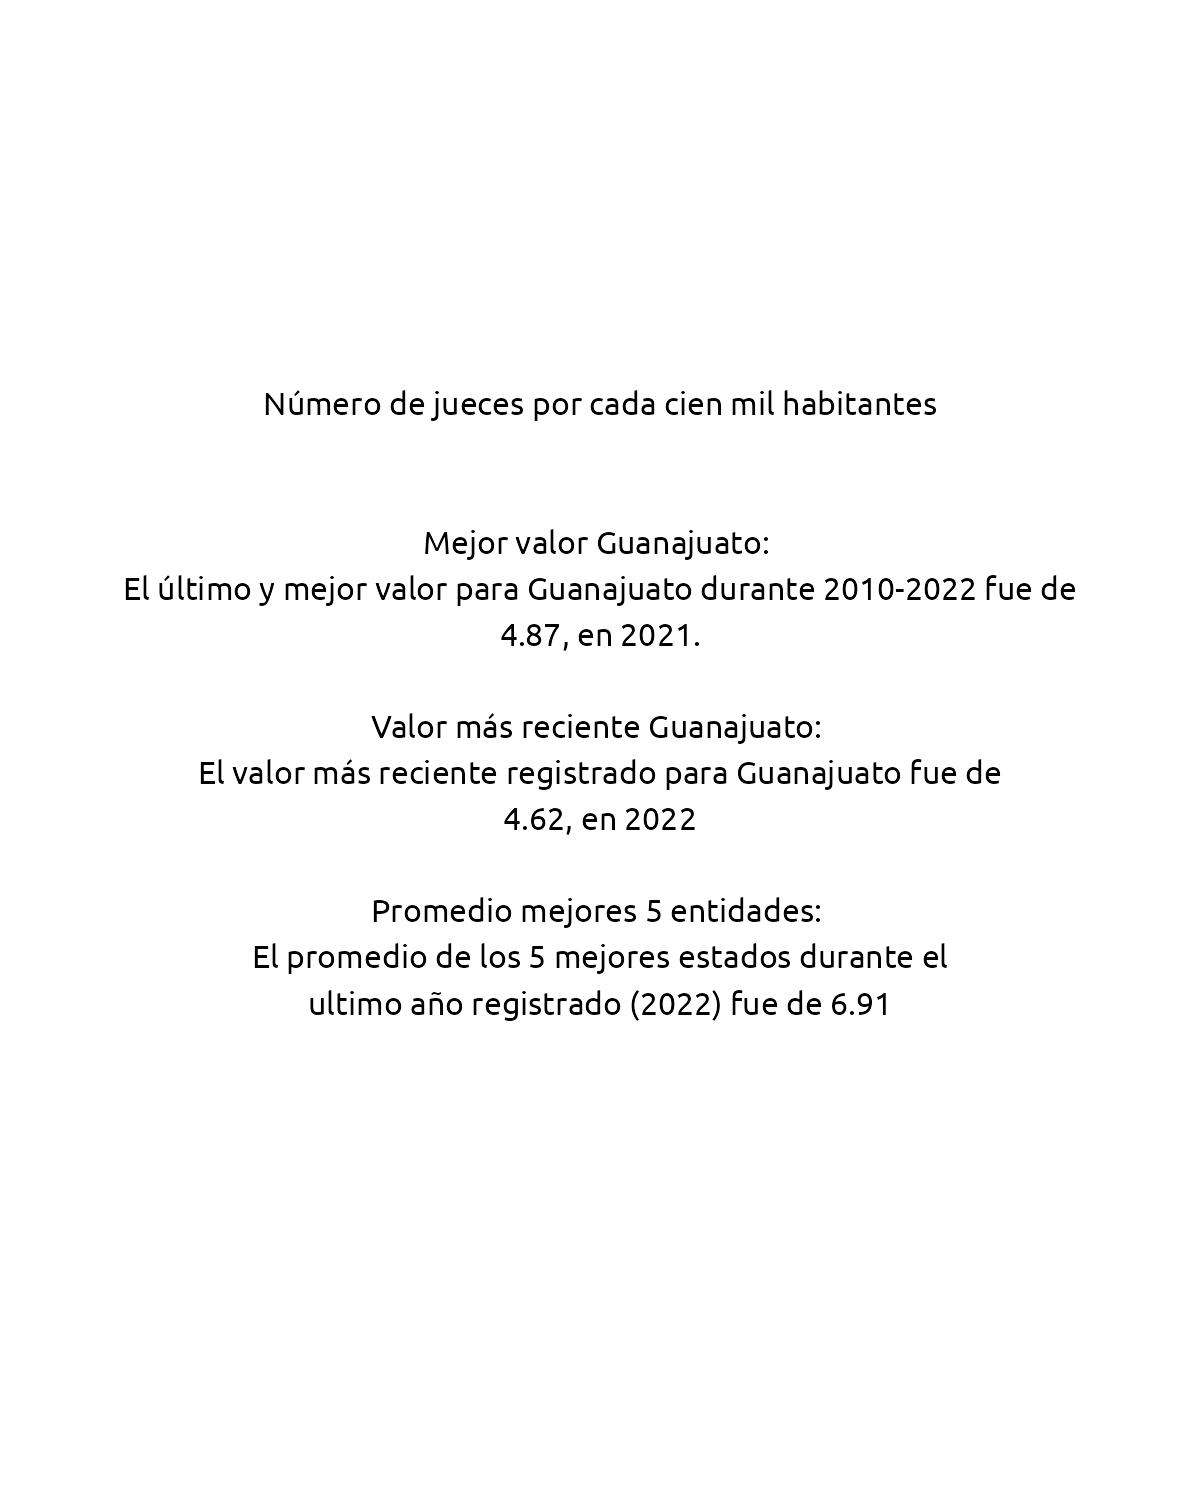 Número de jueces por cada cien mil habitantes
Mejor valor Guanajuato:
El último y mejor valor para Guanajuato durante 2010-2022 fue de
4.87, en 2021.
Valor más reciente Guanajuato:
El valor más reciente registrado para Guanajuato fue de
4.62, en 2022
Promedio mejores 5 entidades:
El promedio de los 5 mejores estados durante el
ultimo año registrado (2022) fue de 6.91